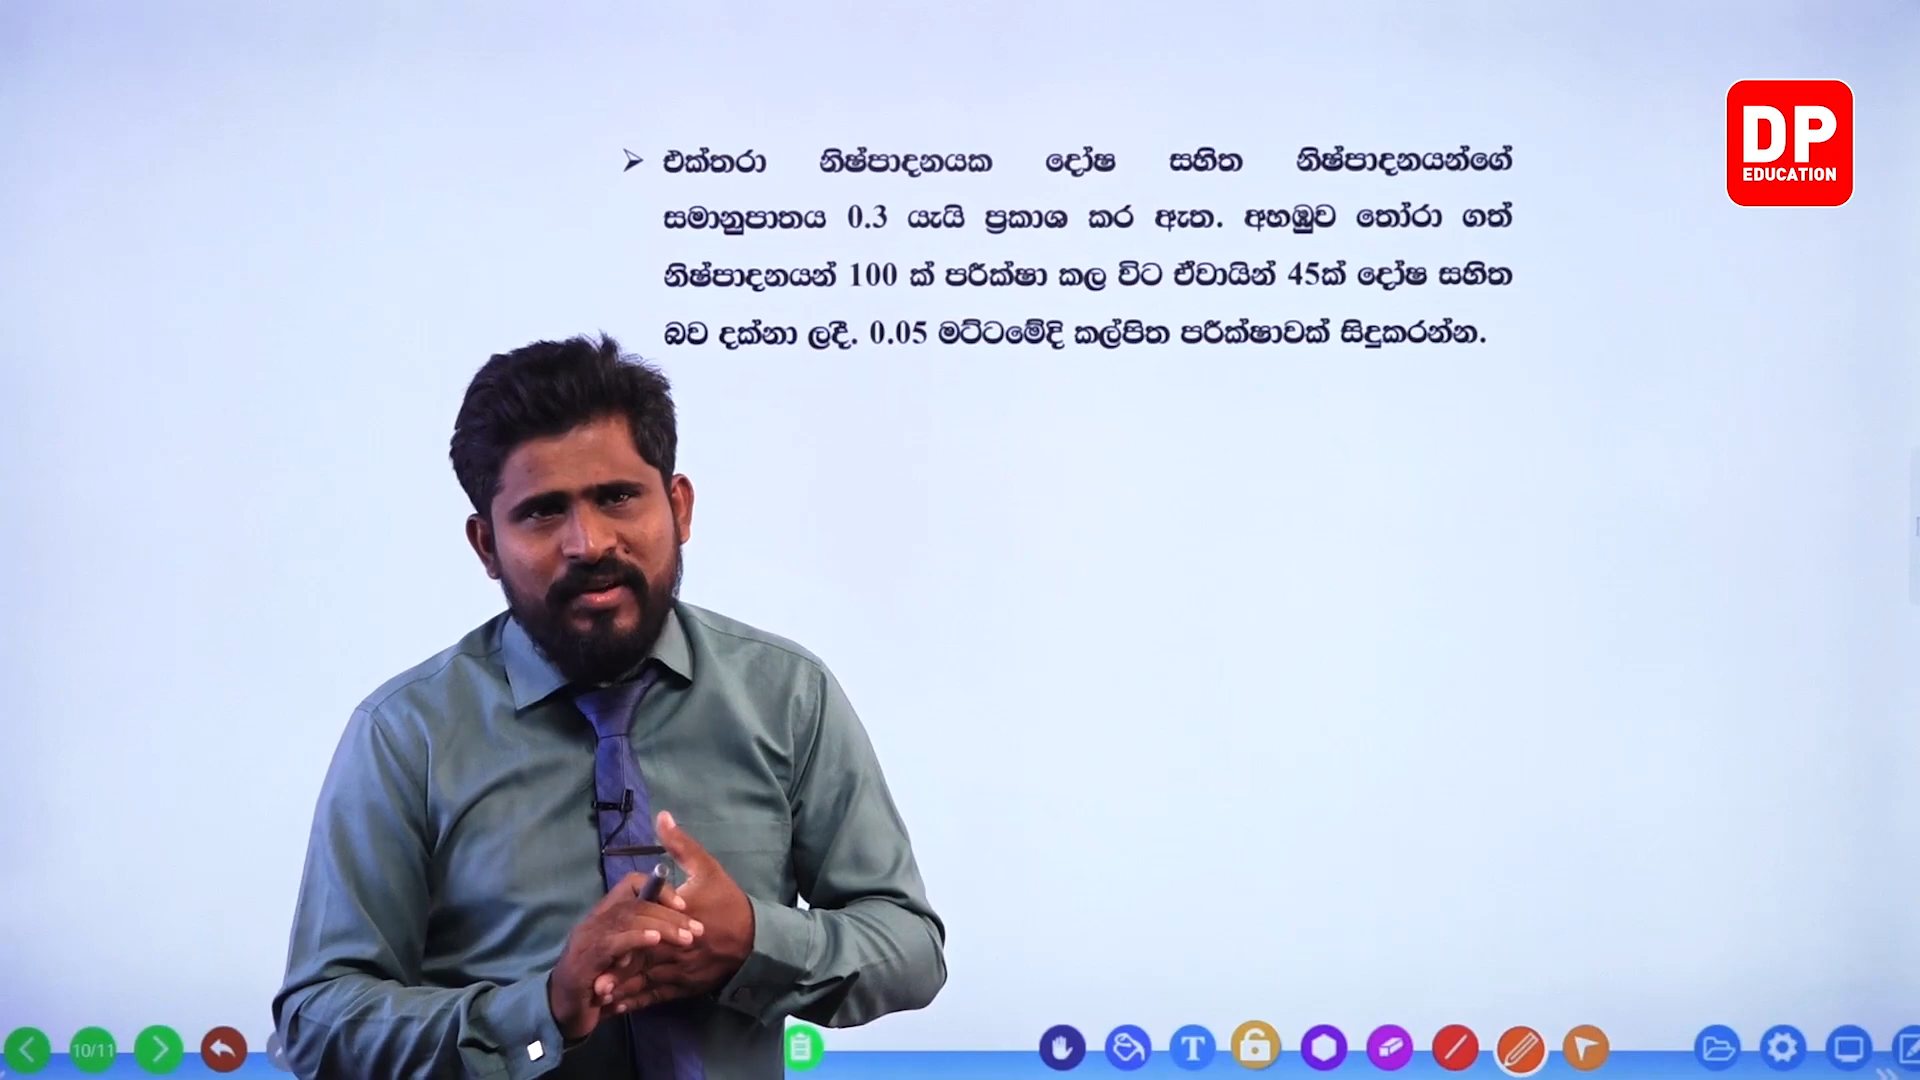 DP
EDUCATION
➢ එක්තරා නිෂ්පාදනයක දෝෂ සහිත නිෂ්පාදනයන්ගේ
සමානුපාතය 0.3 යැයි ප්‍රකාශ කර ඇත. අහඹුව තෝරා ගත්
නිෂ්පාදනයන් 100 ක් පරීක්ෂා කල විට ඒවායින් 45ක් දෝෂ සහිත
බව දක්නා ලදී. 0.05 මට්ටමේදි කල්පිත පරීක්ෂාවක් සිදුකරන්න.
10/11
T